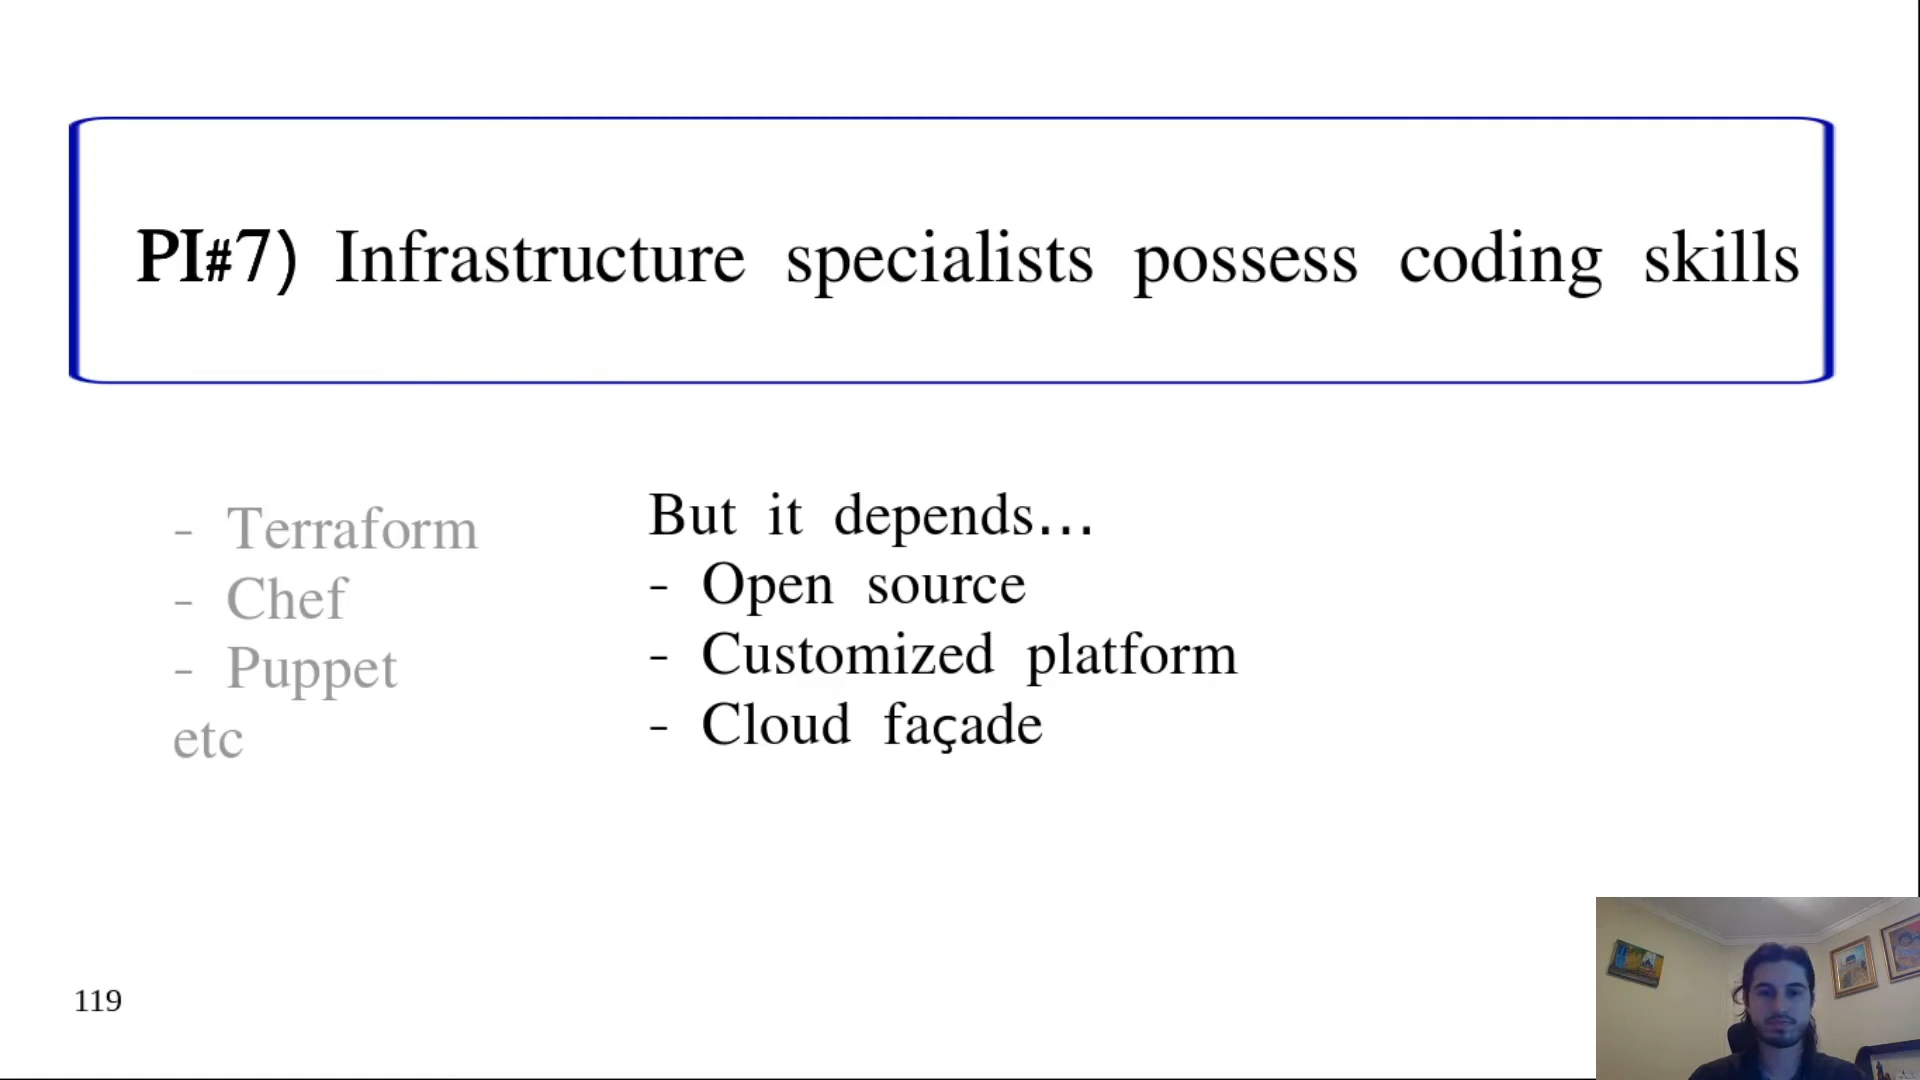 PI#7) Infrastructure specialists possess coding skills
- Terraform
- Chef
- Puppet
etc
But it depends…
- Open source
- Customized platform
- Cloud façade
119